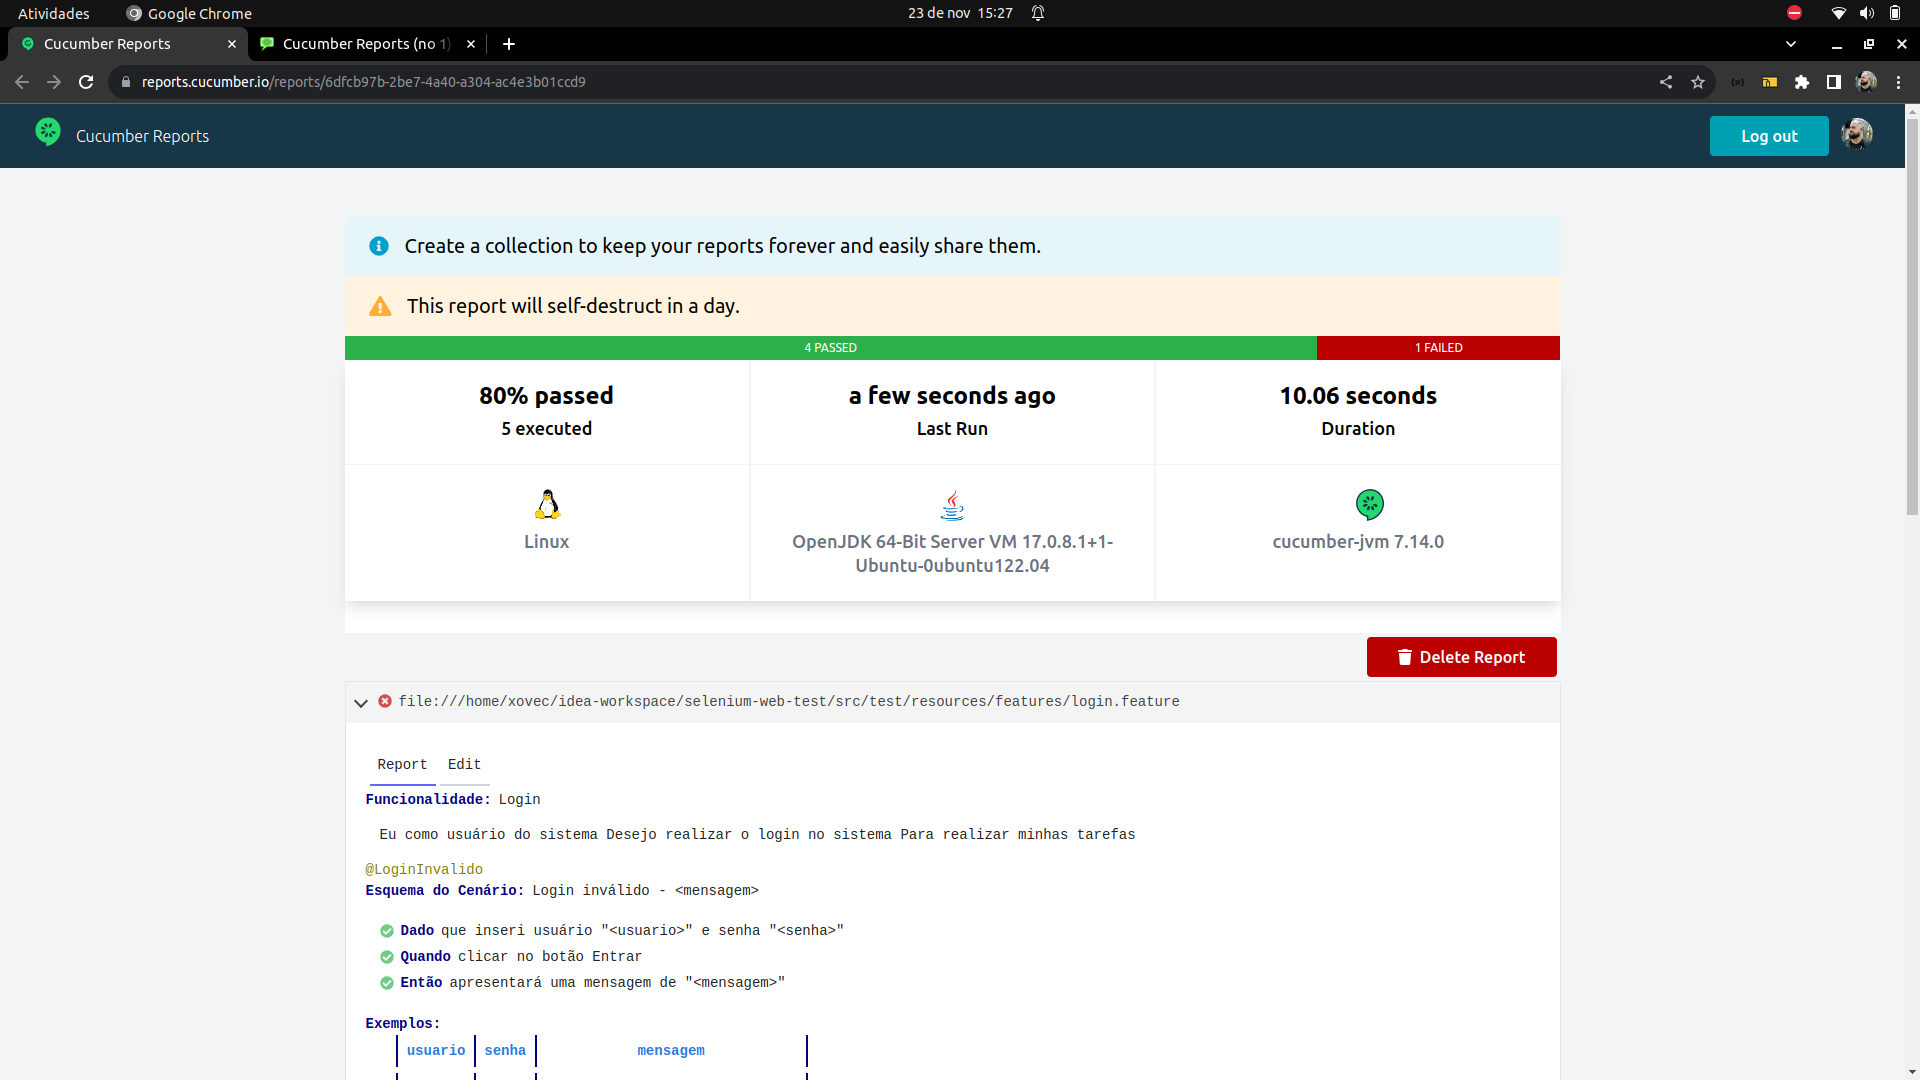 Atividades
Google Chrome
23 de nov 15:27
Cucumber Reports
Cucumber Reports (no 1)
reports.cucumber.io/reports/6dfcb97b-2be7-4a40-a304-ac4e3b01ccd9
Cucumber Reports
Log out
Create a collection to keep your reports forever and easily share them.
This report will self-destruct in a day.
4 PASSED
1 FAILED
80% passed
5 executed
a few seconds ago
Last Run
10.06 seconds
Duration
Linux
OpenJDK 64-Bit Server VM 17.0.8.1+1-
Ubuntu-0ubuntu122.04
cucumber-jvm 7.14.0
Delete Report
file:///home/xovec/idea-workspace/selenium-web-test/src/test/resources/features/login.feature
Report Edit
Funcionalidade: Login
Eu como usuário do sistema Desejo realizar o login no sistema Para realizar minhas tarefas
@LoginInvalido
Esquema do Cenário: Login inválido - <mensagem>
Dado que inseri usuário "<usuario>" e senha "<senha>"
Quando clicar no botão Entrar
Então apresentará uma mensagem de "<mensagem>"
Exemplos:
usuario senha mensagem